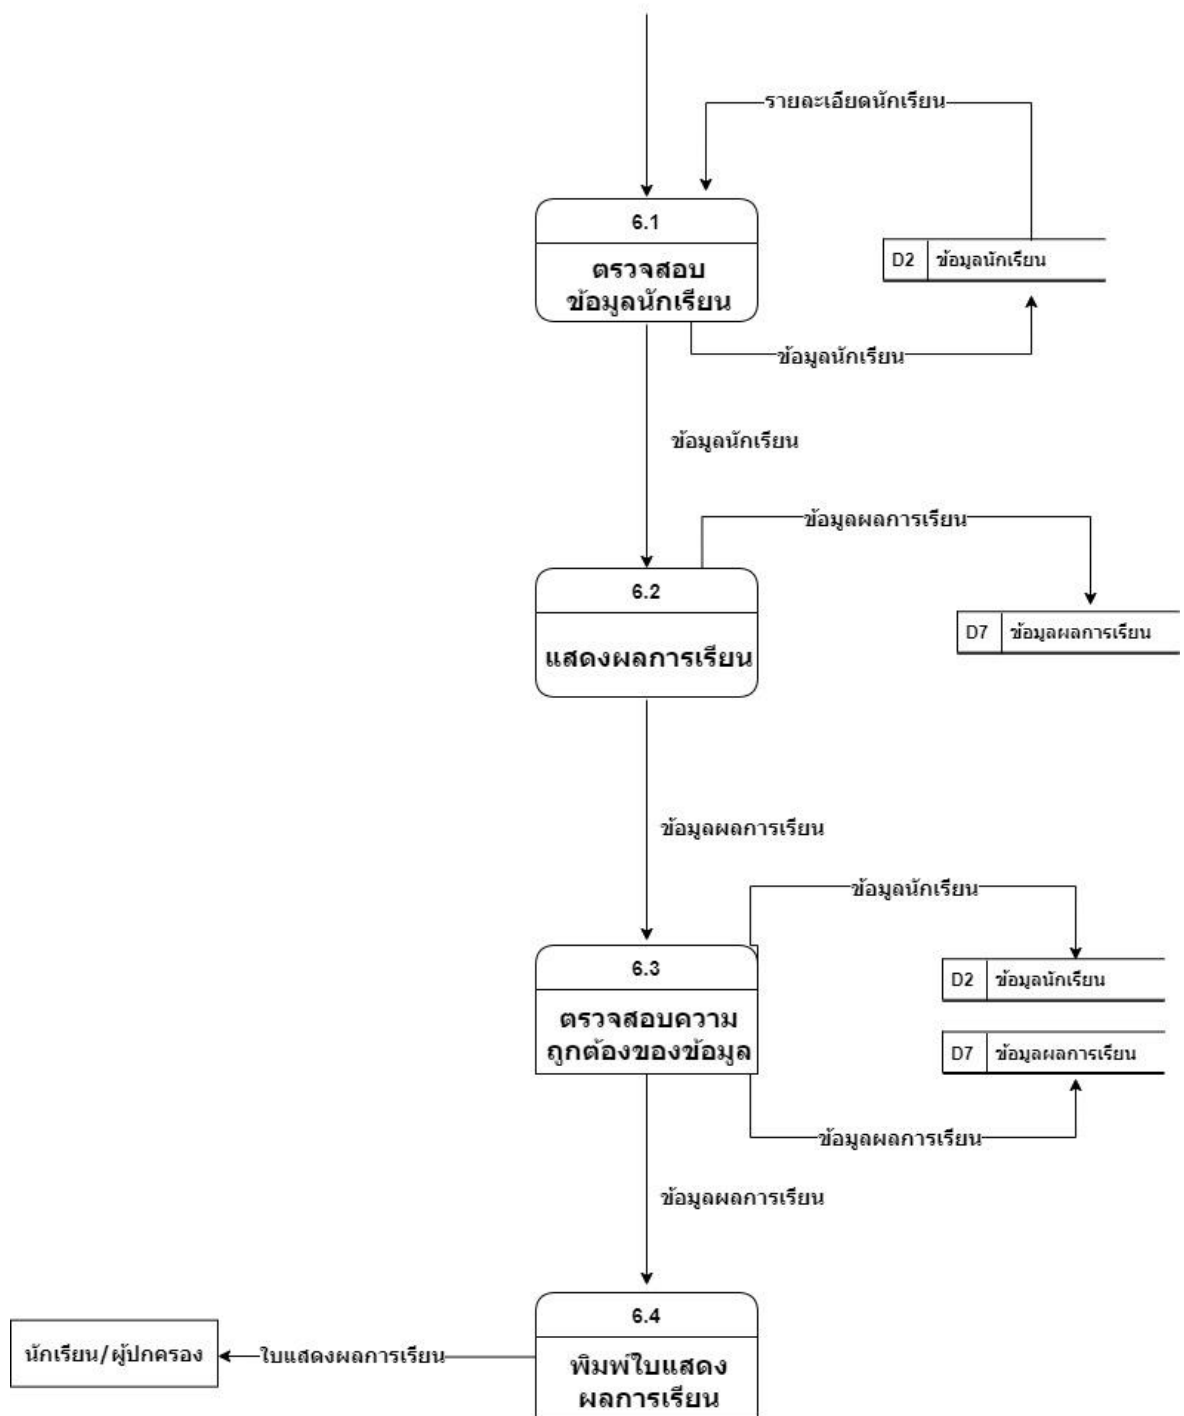 รายละเอียดนักเรียน
6.1
ตรวจสอบ
ข้อมูลนักเรียน
D2 ข้อมูลนักเรียน
ข้อมูลนักเรียน
ข้อมูลนักเรียน
ข้อมูลผลการเรียน
6.2
แสดงผลการเรียน
D7 ข้อมูลผลการเรียน
ข้อมูลผลการเรียน
ข้อมูลนักเรียน
6.3
ตรวจสอบความ
ถูกต้องของข้อมูล
D2 ข้อมูลนักเรียน
D7 ข้อมูลผลการเรียน
ข้อมูลผลการเรียน
ข้อมูลผลการเรียน
6.4
พิมพ์ใบแสดง
ผลการเรียน
ใบแสดงผลการเรียน
นักเรียน/ผู้ปกครอง